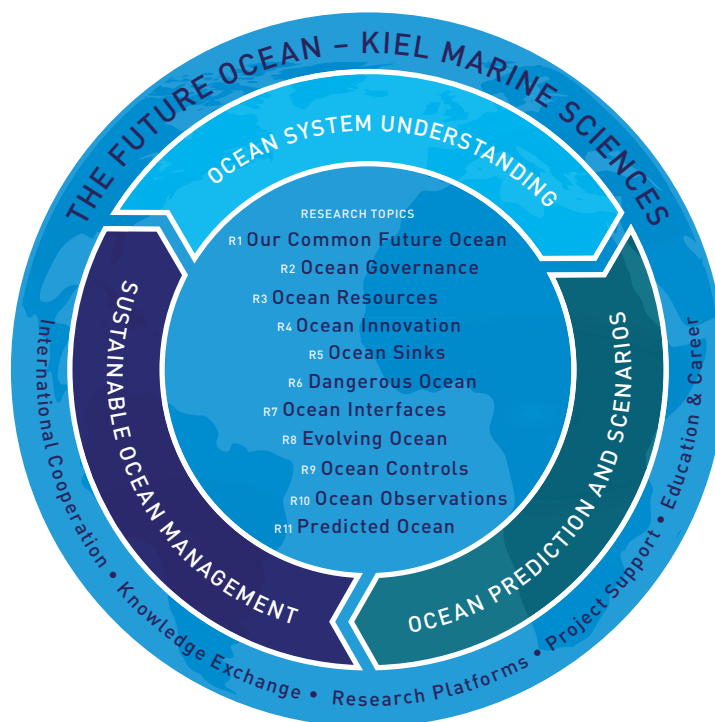 THE FUTURE OCEAN – KIEL MARINE SCIENCES
OCEAN SYSTEM UNDERSTANDING
RESEARCH TOPICS
R1 Our Common Future Ocean
R2 Ocean Governance
R3 Ocean Resources
R4 Ocean Innovation
R5 Ocean Sinks
R6 Dangerous Ocean
R7 Ocean Interfaces
R8 Evolving Ocean
R9 Ocean Controls
R10 Ocean Observations
R11 Predicted Ocean
OCEAN PREDICTION AND SCENARIOS
SUSTAINABLE OCEAN MANAGEMENT
International Cooperation • Knowledge Exchange • Research Platforms • Project Support • Education & Career